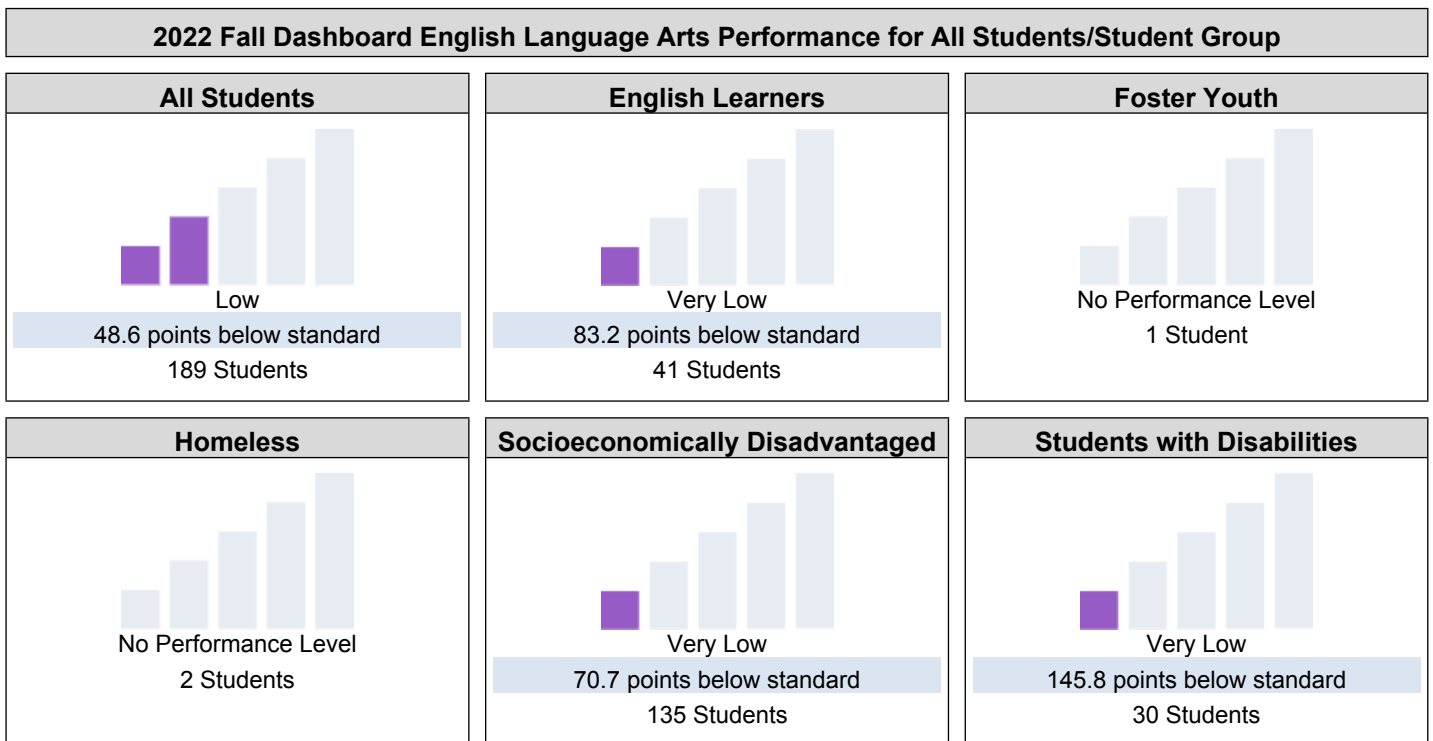 2022 Fall Dashboard English Language Arts Performance for All Students/Student Group
All Students
Low
48.6 points below standard
189 Students
English Learners
Very Low
83.2 points below standard
41 Students
Foster Youth
No Performance Level
1 Student
Homeless
No Performance Level
2 Students
Socioeconomically Disadvantaged
Very Low
70.7 points below standard
135 Students
Students with Disabilities
Very Low
145.8 points below standard
30 Students